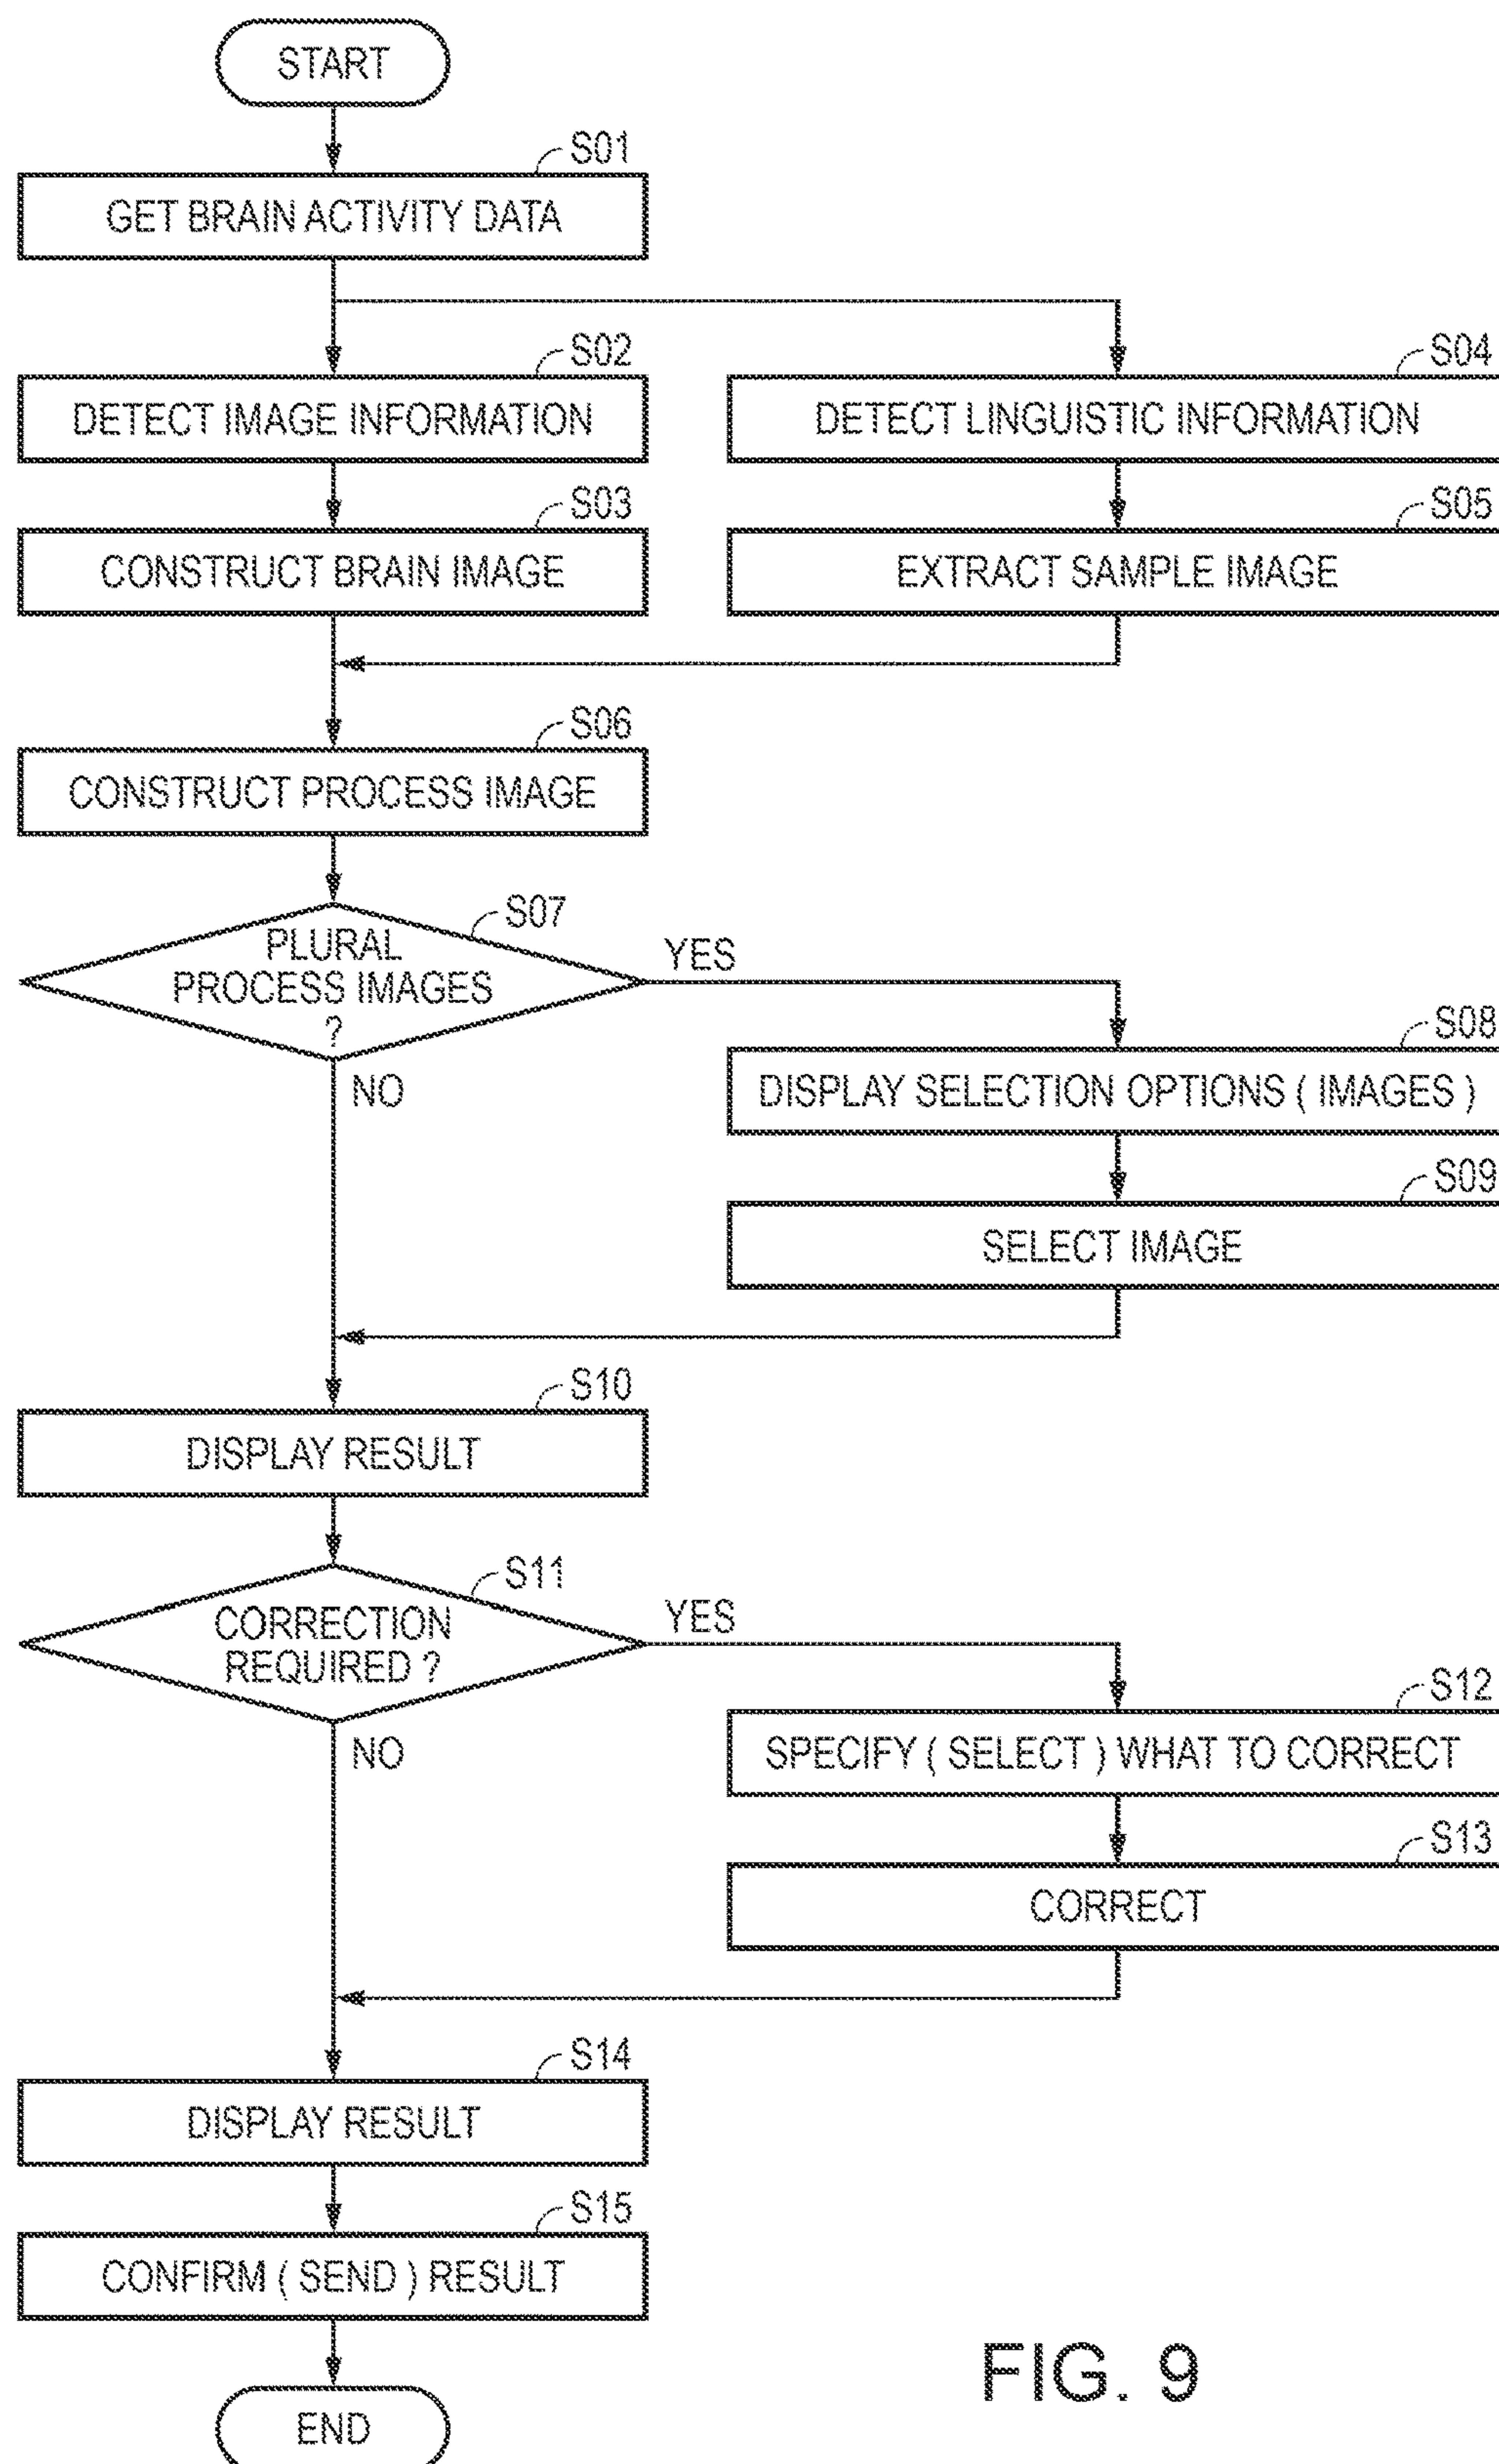 START
S01
GET BRAIN ACTIVITY DATA
S02
DETECT IMAGE INFORMATION
S04
DETECT LINGUISTIC INFORMATION
S03
CONSTRUCT BRAIN IMAGE
S05
EXTRACT SAMPLE IMAGE
S06
CONSTRUCT PROCESS IMAGE
S07
PLURAL
PROCESS IMAGES
?
YES
NO
S08
DISPLAY SELECTION OPTIONS ( IMAGES )
S09
SELECT IMAGE
S10
DISPLAY RESULT
S11
CORRECTION
REQUIRED ?
YES
NO
S12
SPECIFY ( SELECT ) WHAT TO CORRECT
S13
CORRECT
S14
DISPLAY RESULT
S15
CONFIRM ( SEND ) RESULT
END
FIG. 9